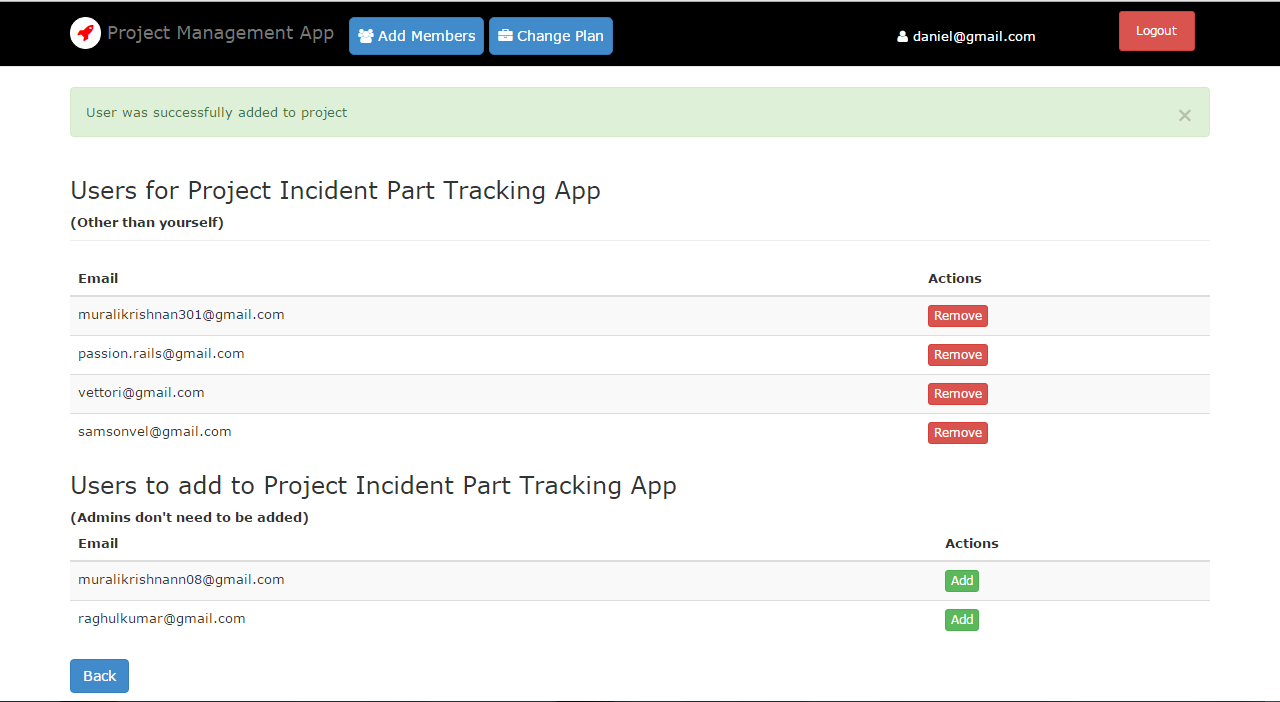 Project Management App Add Members Change Plan daniel@gmail.com Logout
User was successfully added to project ×
Users for Project Incident Part Tracking App
(Other than yourself)
Email Actions
muralikrishnan301@gmail.com Remove
passion.rails@gmail.com Remove
vettori@gmail.com Remove
samsonvel@gmail.com Remove
Users to add to Project Incident Part Tracking App
(Admins don't need to be added)
Email Actions
muralikrishnann08@gmail.com Add
raghulkumar@gmail.com Add
Back